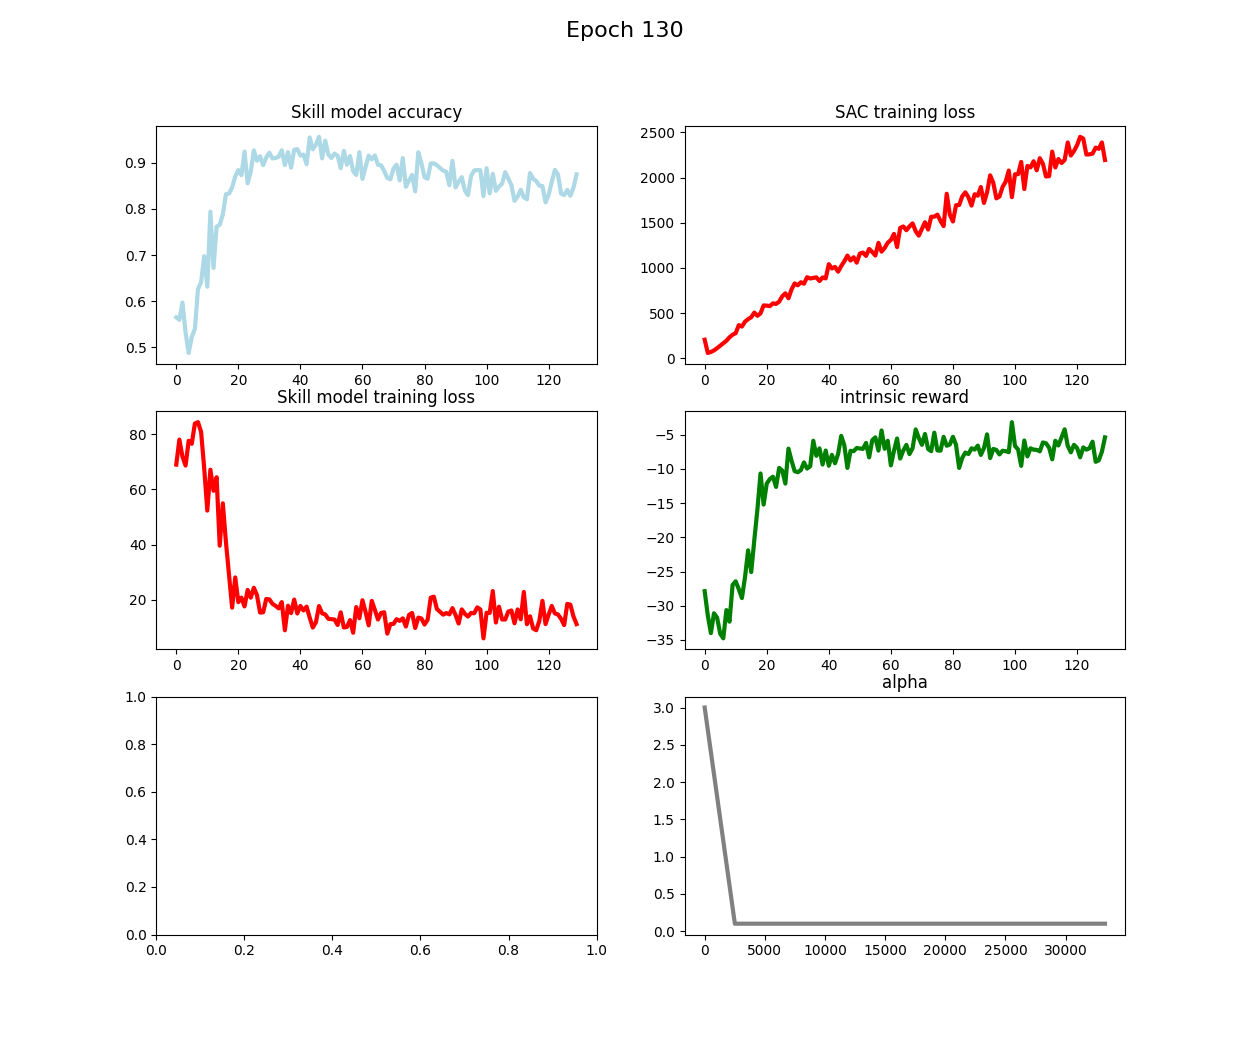 Epoch 130
Skill model accuracy
0.9
0.8
0.7
0.6
0.5
0 20 40 60 80 100 120
SAC training loss
2500
2000
1500
1000
500
0
0 20 40 60 80 100 120
Skill model training loss
80
60
40
20
0 20 40 60 80 100 120
intrinsic reward
−5
−10
−15
−20
−25
−30
−35
0 20 40 60 80 100 120
1.0
0.8
0.6
0.4
0.2
0.0
0.0 0.2 0.4 0.6 0.8 1.0
alpha
3.0
2.5
2.0
1.5
1.0
0.5
0.0
0 5000 10000 15000 20000 25000 30000